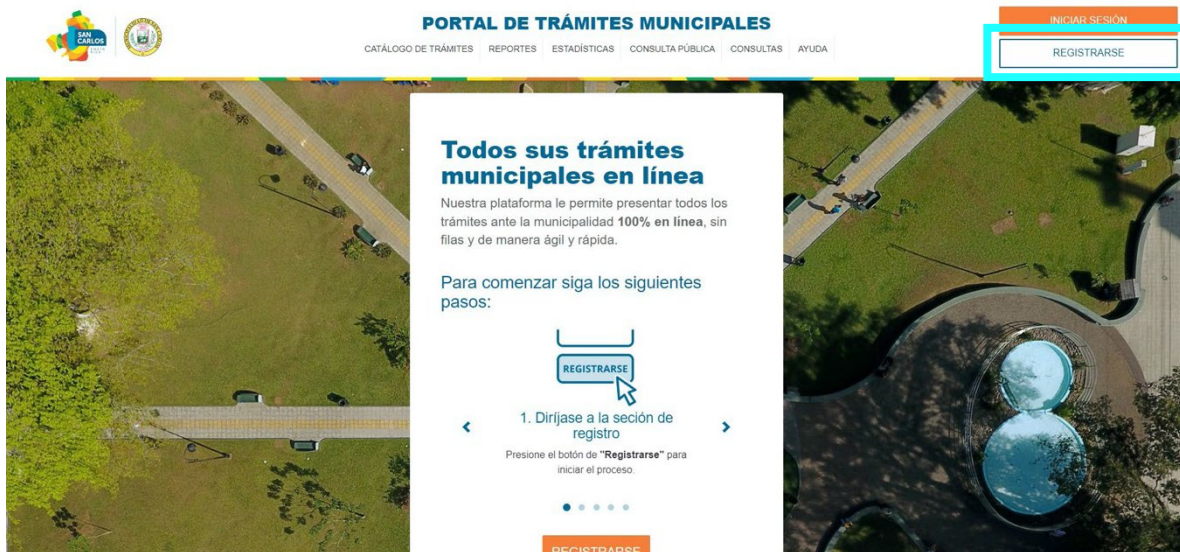 SAN
CARLOS
PORTAL DE TRÁMITES MUNICIPALES
CATÁLOGO DE TRÁMITES REPORTES ESTADÍSTICAS CONSULTA PÚBLICA CONSULTAS AYUDA
INICIAR SESIÓN
REGISTRARSE
Todos sus trámites
municipales en línea
Nuestra plataforma le permite presentar todos los
trámites ante la municipalidad 100% en línea, sin
filas y de manera ágil y rápida.
Para comenzar siga los siguientes
pasos:
REGISTRARSE
1. Diríjase a la seción de
registro
Presione el botón de "Registrarse" para
iniciar el proceso.
REGISTRARSE